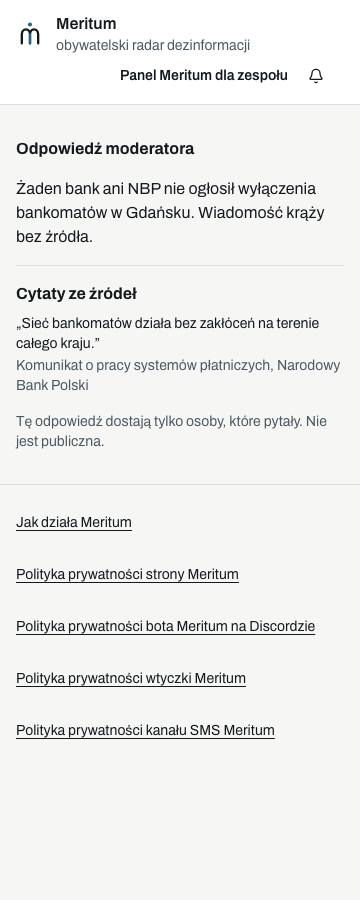 Meritum
obywatelski radar dezinformacji
Panel Meritum dla zespołu
Odpowiedź moderatora
Żaden bank ani NBP nie ogłosił wyłączenia
bankomatów w Gdańsku. Wiadomość krąży
bez źródła.
Cytaty ze źródeł
„Sieć bankomatów działa bez zakłóceń na terenie
całego kraju.”
Komunikat o pracy systemów płatniczych, Narodowy
Bank Polski
Tę odpowiedź dostają tylko osoby, które pytały. Nie
jest publiczna.
Jak działa Meritum
Polityka prywatności strony Meritum
Polityka prywatności bota Meritum na Discordzie
Polityka prywatności wtyczki Meritum
Polityka prywatności kanału SMS Meritum